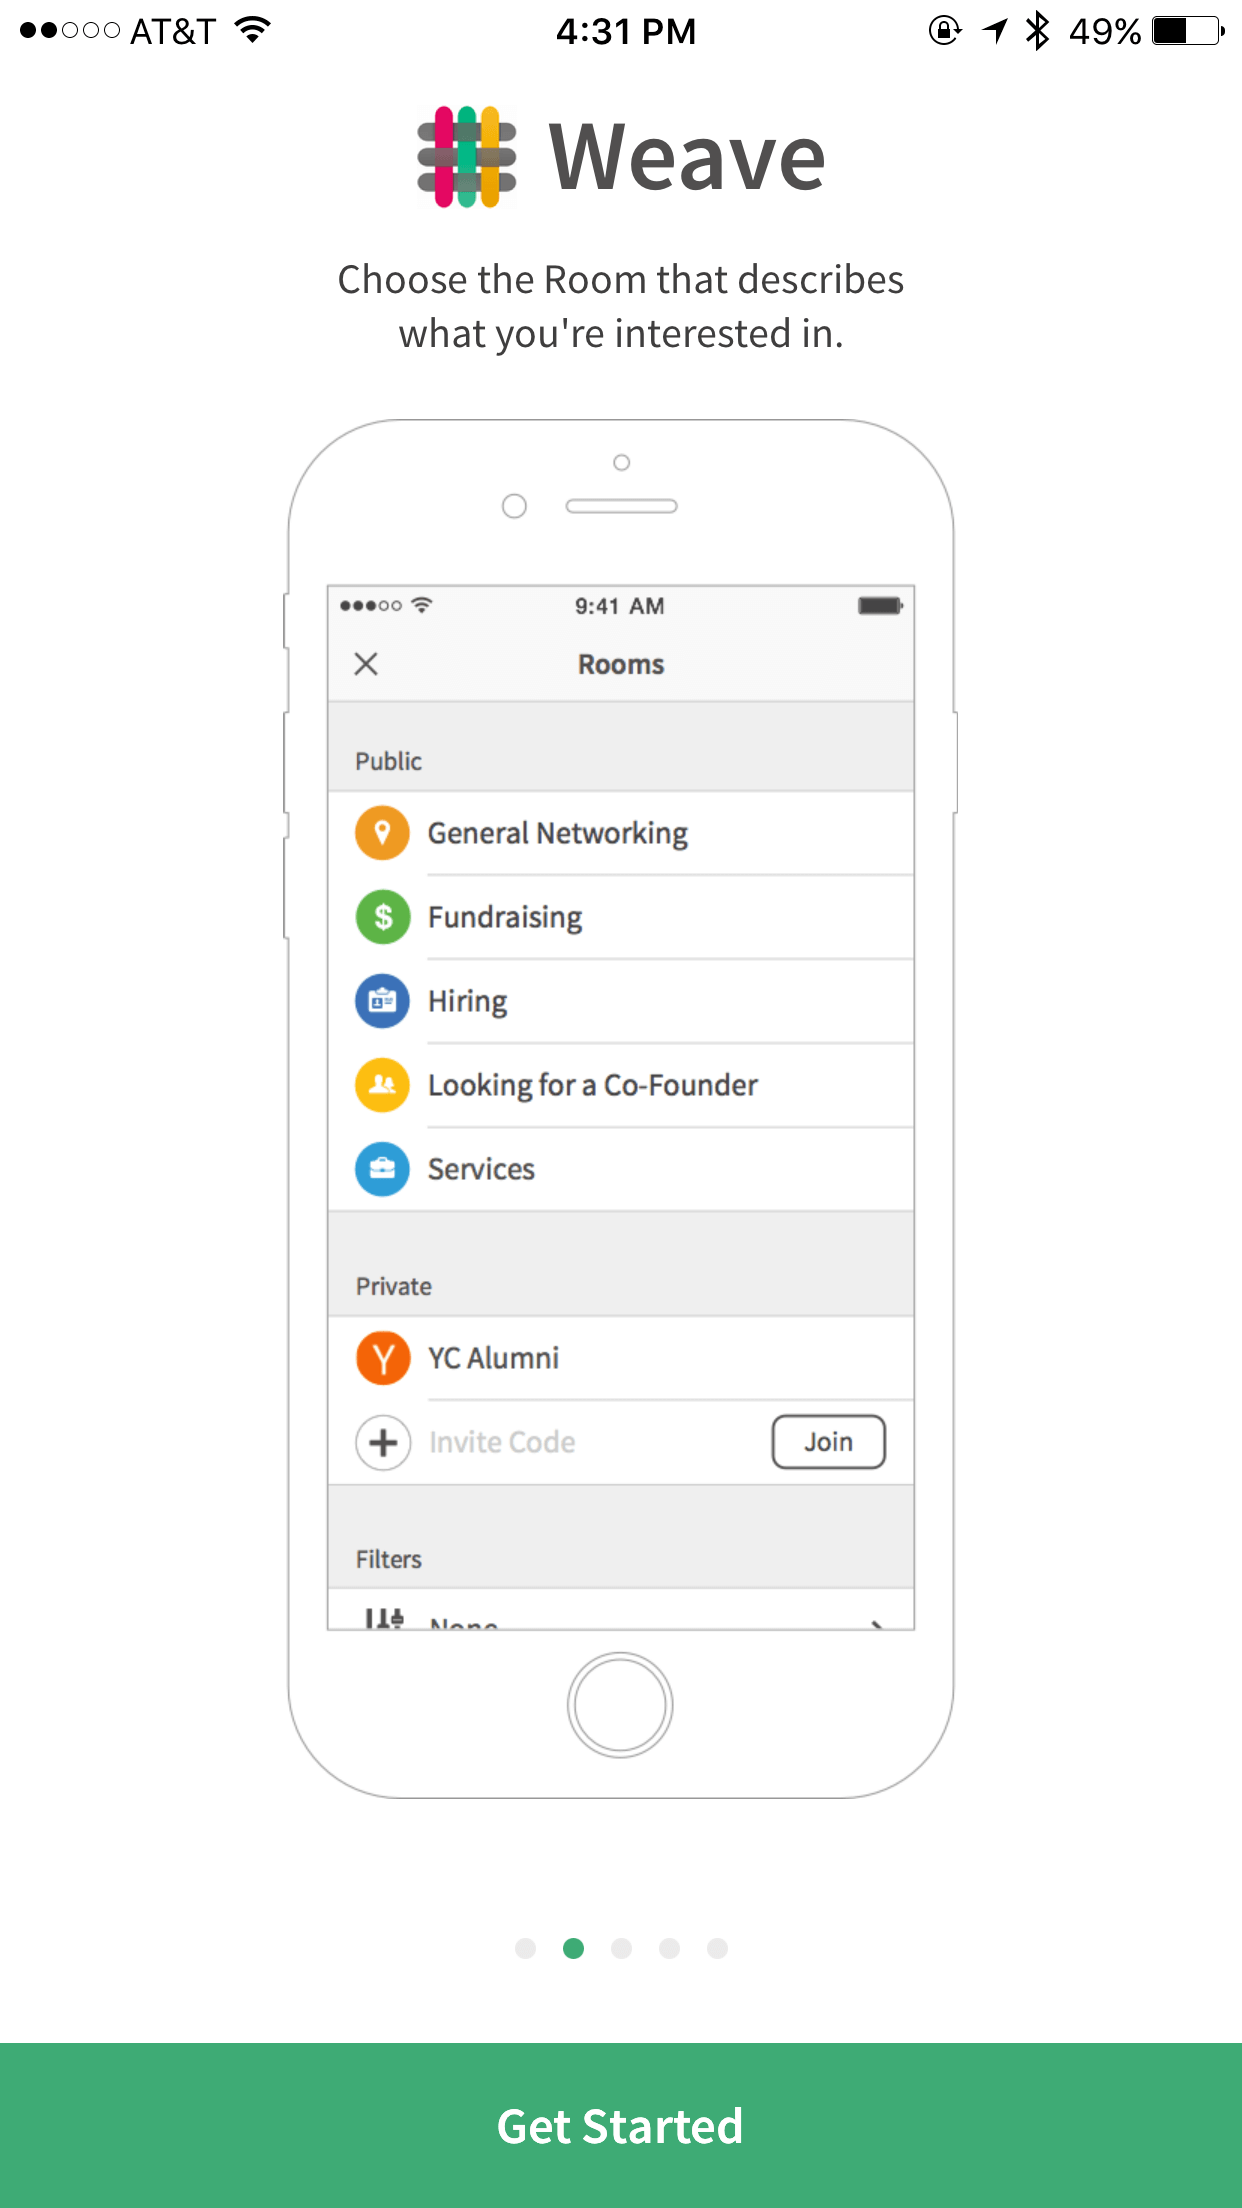 AT&T 4:31 PM 49%
Weave
Choose the Room that describes
what you're interested in.
9:41 AM
Rooms
Public
General Networking
$ Fundraising
Hiring
Looking for a Co-Founder
Services
Private
Y YC Alumni
Invite Code Join
Filters
None
Get Started